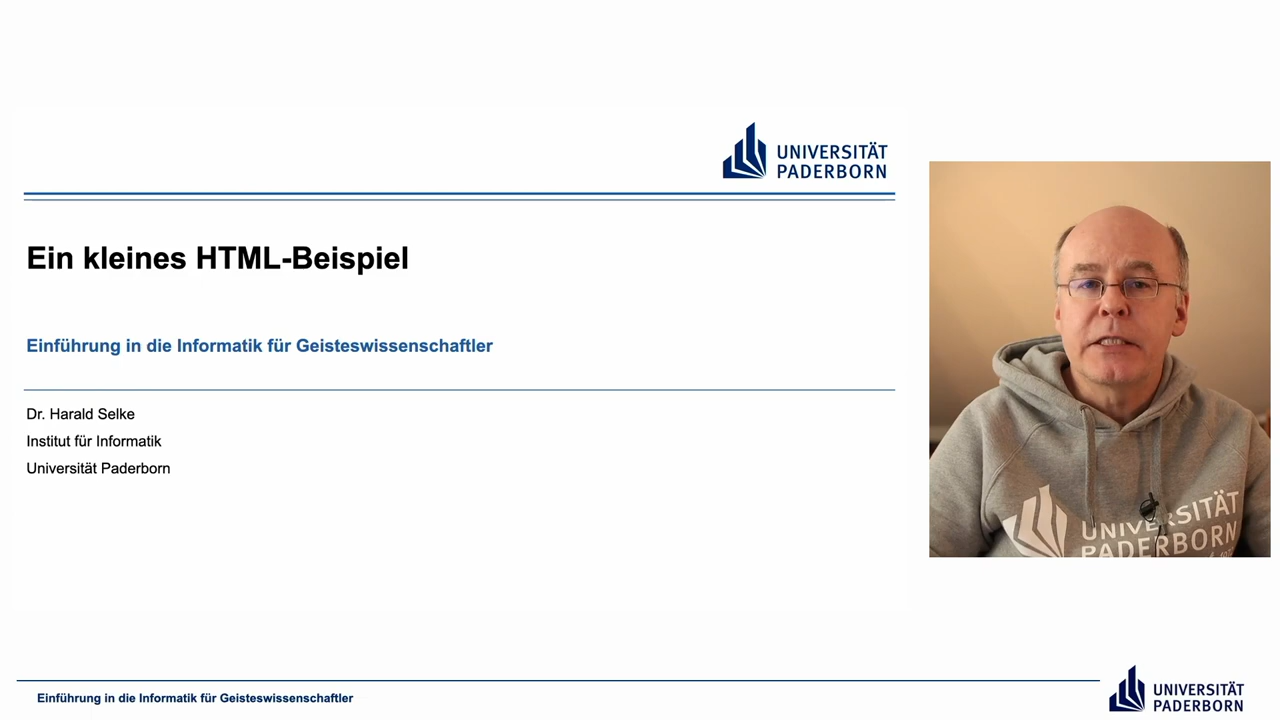 UNIVERSITÄT
PADERBORN
Ein kleines HTML-Beispiel
Einführung in die Informatik für Geisteswissenschaftler
Dr. Harald Selke
Institut für Informatik
Universität Paderborn
UNIVERSITÄT
PADERBORN
Einführung in die Informatik für Geisteswissenschaftler
UNIVERSITÄT
PADERBORN